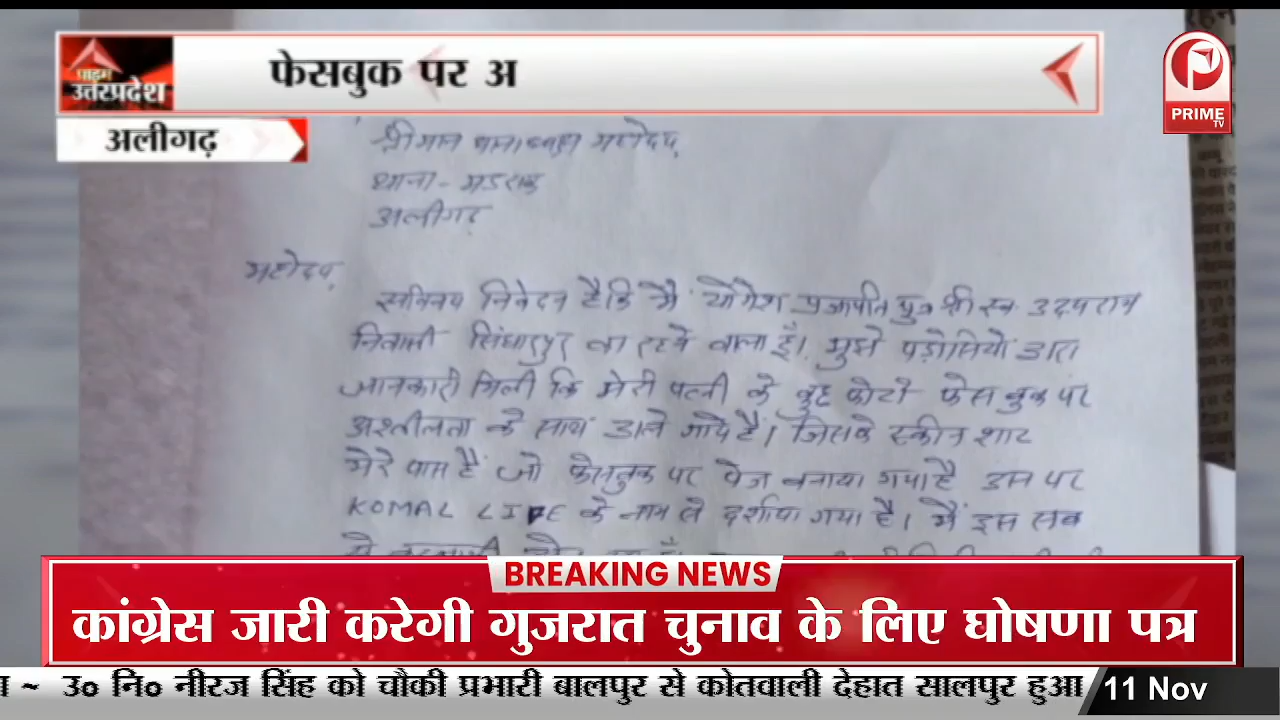 फेसबुक पर अ
प्राइम
उत्तरप्रदेश
PRIME
TV
अलीगढ़
श्रीमान थानाध्यक्ष महोदय
थाना - मडराक
अलीगढ़
महोदय,
सविनय निवेदन है कि मैं योगेश प्रजापति पुत्र श्री स्व. उदयराम
निवासी सिंघारपुर का रहने वाला है। मुझे पड़ोसियों द्वारा
जानकारी मिली कि मेरी पत्नी के कुछ फोटो फेस बुक पर
अश्लीलता के साथ डाले गये है। जिसके स्क्रीन शाट
मेरे पास है जो फेसबुक पर पेज बनाया गया है उस पर
KOMAL LIFE के नाम से दर्शाया गया है। मैं इस सब
BREAKING NEWS
कांग्रेस जारी करेगी गुजरात चुनाव के लिए घोषणा पत्र
~ उ० नि० नीरज सिंह को चौकी प्रभारी बालपुर से कोतवाली देहात सालपुर हुआ
11 Nov